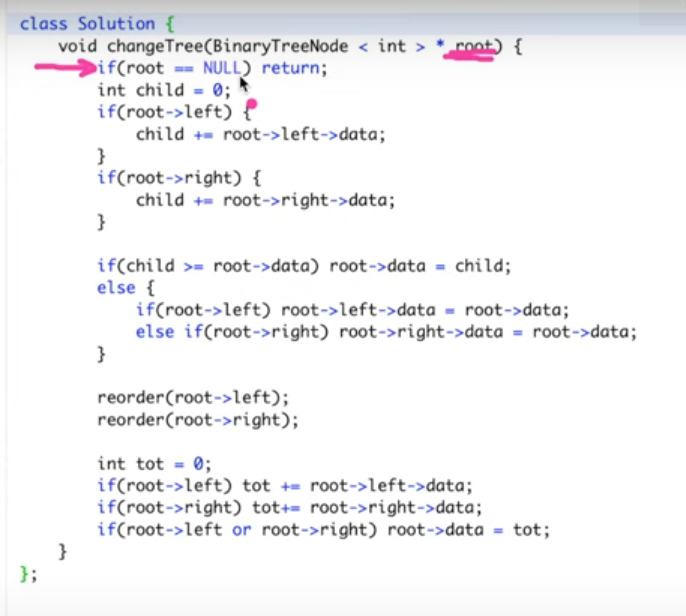 class Solution {
void changeTree(BinaryTreeNode < int > * root) {
if(root == NULL) return;
int child = 0;
if(root->left) {
child += root->left->data;
}
if(root->right) {
child += root->right->data;
}
if(child >= root->data) root->data = child;
else {
if(root->left) root->left->data = root->data;
else if(root->right) root->right->data = root->data;
}
reorder(root->left);
reorder(root->right);
int tot = 0;
if(root->left) tot += root->left->data;
if(root->right) tot+= root->right->data;
if(root->left or root->right) root->data = tot;
}
};